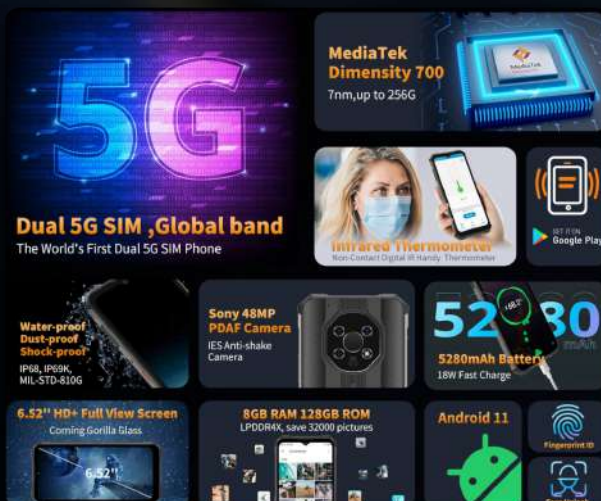 5G
Dual 5G SIM ,Global band
The World's First Dual 5G SIM Phone
MediaTek
Dimensity 700
7nm,up to 256G
MEDIATEK
Infrared Thermometer
Non-Contact Digital IR Handy Thermometer
GET IT ON
Google Play
Water-proof
Dust-proof
Shock-proof
IP68, IP69K,
MIL-STD-810G
Sony 48MP
PDAF Camera
IES Anti-shake
Camera
5280
mAh
5280mAh Battery
18W Fast Charge
6.52'' HD+ Full View Screen
Corning Gorilla Glass
6.52''
8GB RAM 128GB ROM
LPDDR4X, save 32000 pictures
Android 11
Fingerprint ID